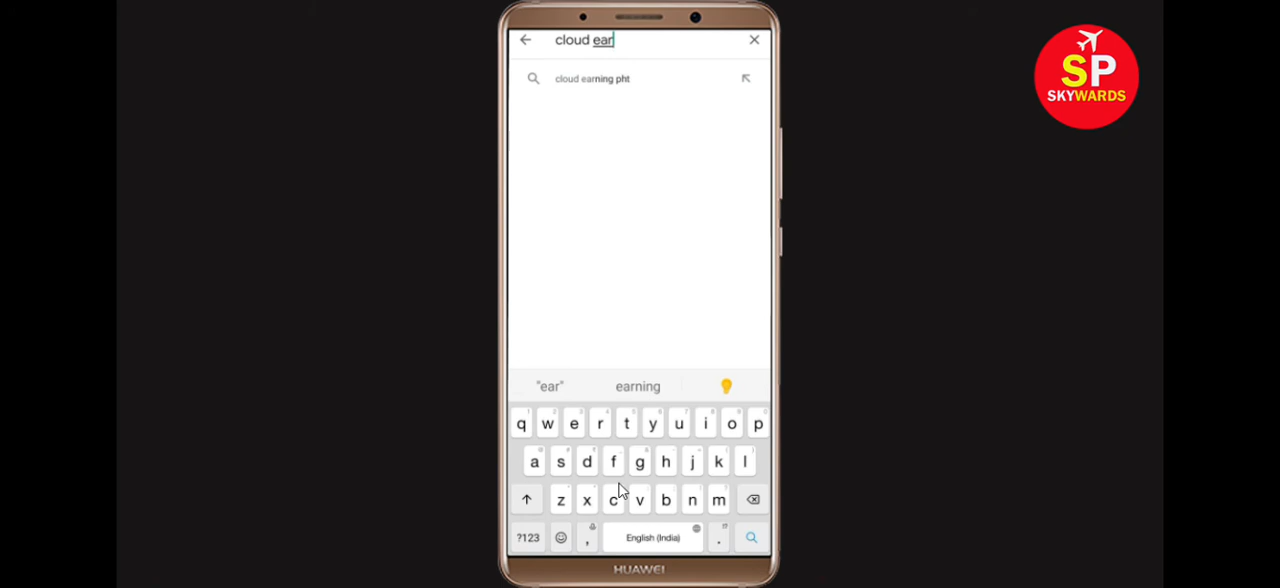 cloud ear
cloud earning pht
SP
SKYWARDS
"ear" earning
q w e r t y u i o p
a s d f g h j k l
z x c v b n m
?123 , English (India) .
HUAWEI